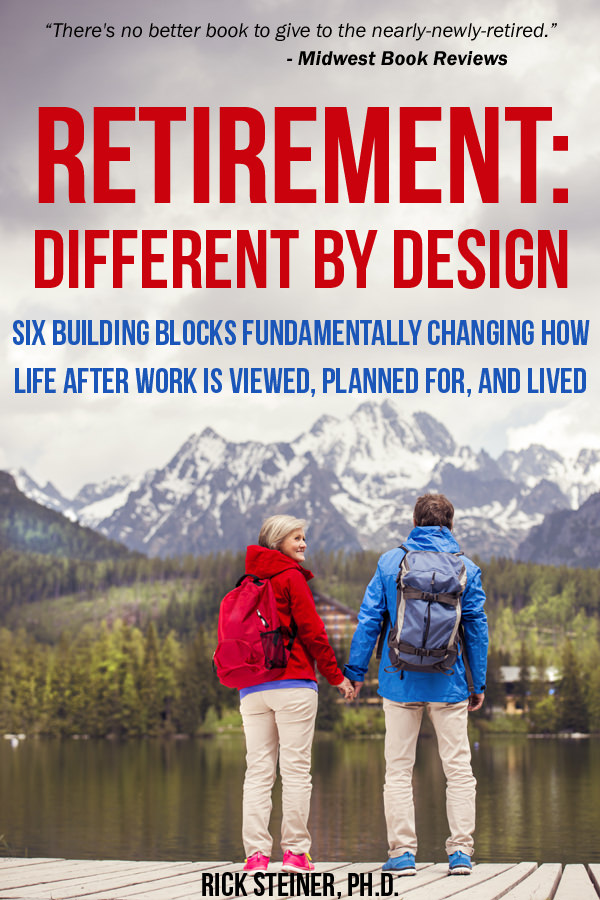 “There's no better book to give to the nearly-newly-retired.”
- Midwest Book Reviews
RETIREMENT:
DIFFERENT BY DESIGN
SIX BUILDING BLOCKS FUNDAMENTALLY CHANGING HOW
LIFE AFTER WORK IS VIEWED, PLANNED FOR, AND LIVED
RICK STEINER, PH.D.